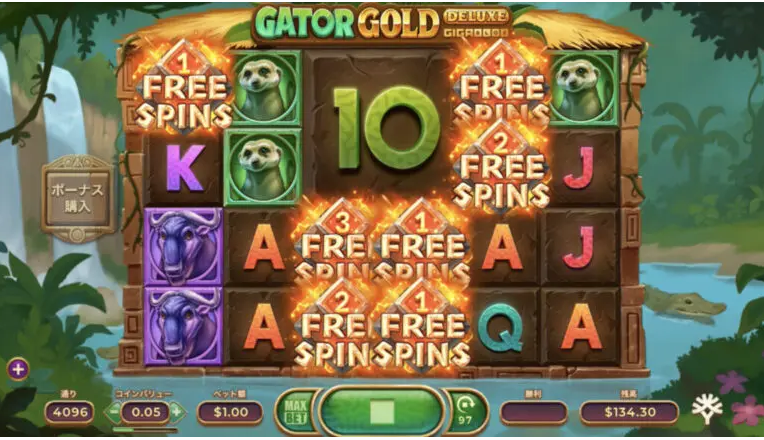 GATOR GOLD DELUXE
GIGABLOX
1 FREE SPINS
10
1 FREE SPINS
2 FREE SPINS
K
J
ボーナス
購入
3 FREE SPIN
1 FREE SPINS
A
A
J
2 FREE SPIN
1 FREE SPINS
A
Q
A
通り
コインバリュー
ベット額
勝利
残高
4096
0.05
$1.00
MAX
BET
97
$134.30